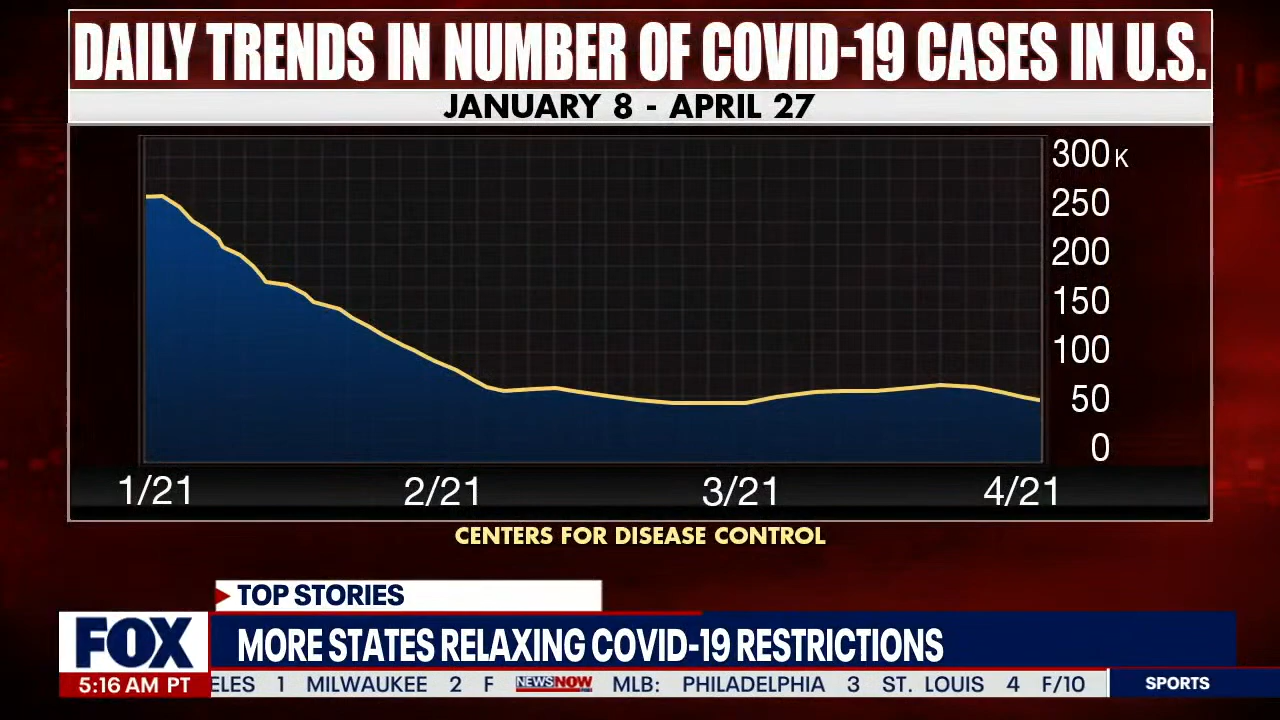 DAILY TRENDS IN NUMBER OF COVID-19 CASES IN U.S.
JANUARY 8 - APRIL 27
300 K
250
200
150
100
50
0
1/21 2/21 3/21 4/21
CENTERS FOR DISEASE CONTROL
TOP STORIES
FOX
MORE STATES RELAXING COVID-19 RESTRICTIONS
5:16 AM PT ELES 1 MILWAUKEE 2 F NEWSNOW MLB: PHILADELPHIA 3 ST. LOUIS 4 F/10 SPORTS